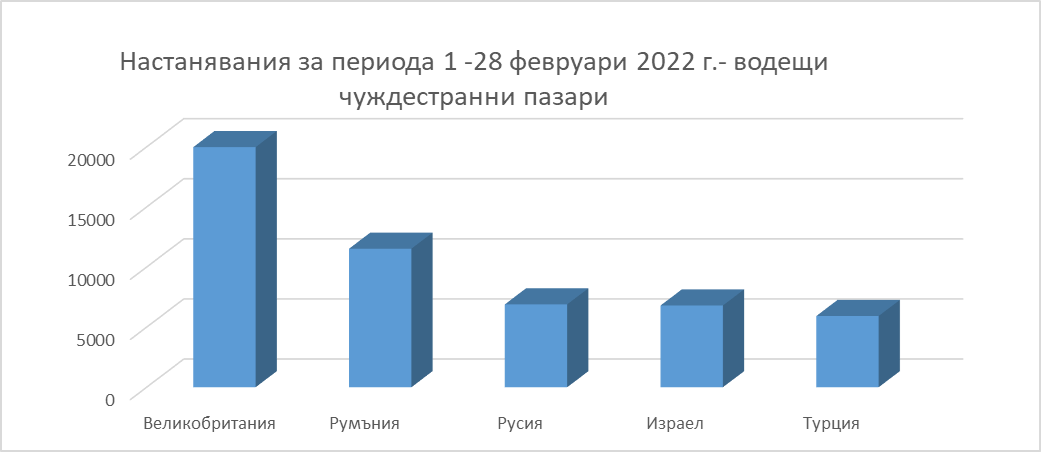 Настанявания за периода 1 -28 февруари 2022 г.- водещи
чуждестранни пазари
20000
15000
10000
5000
0
Великобритания
Румъния
Русия
Израел
Турция